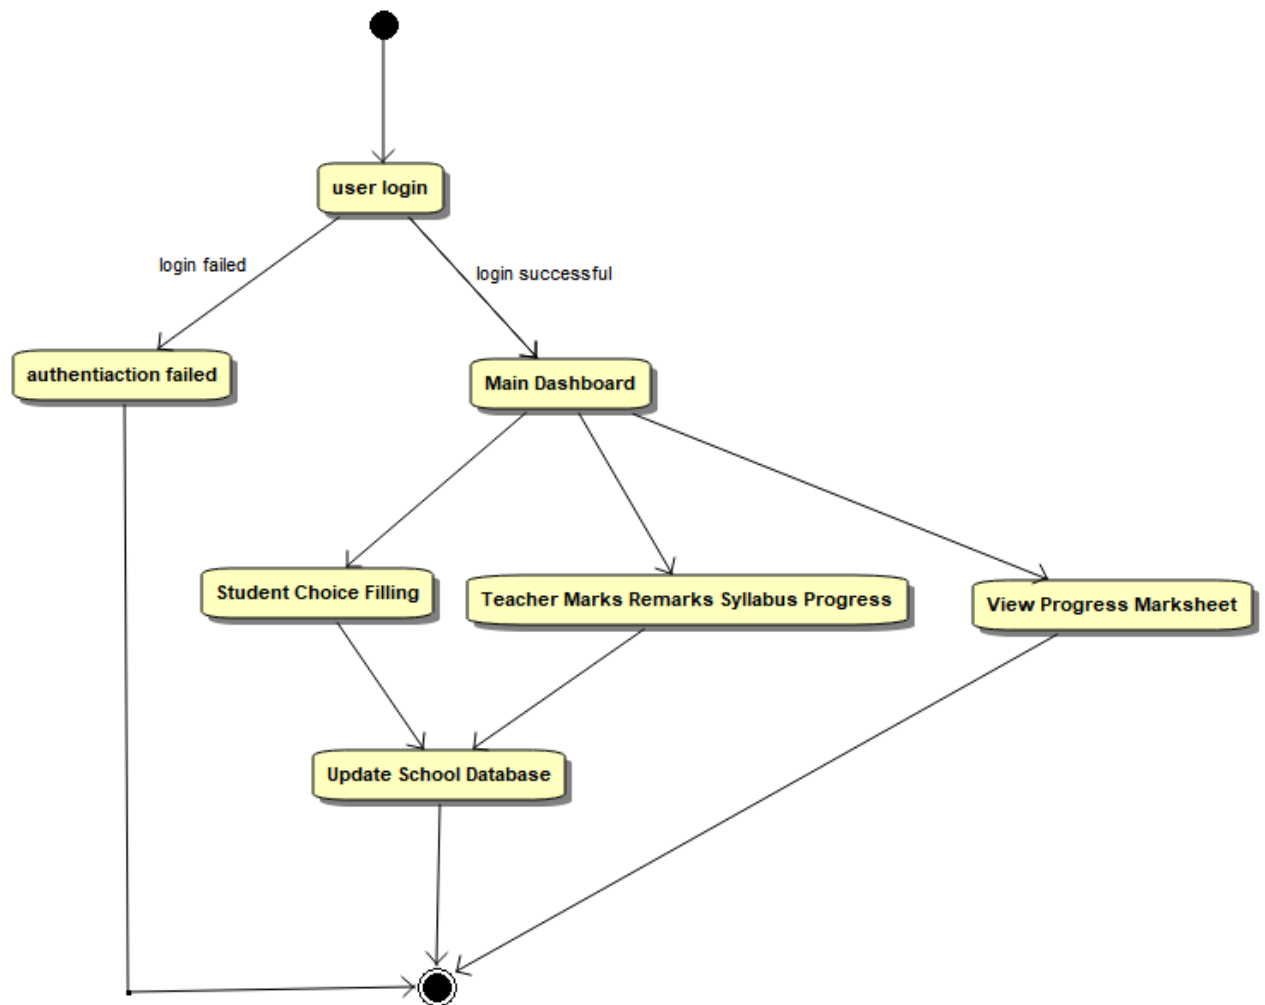 user login
login failed
login successful
authentiaction failed
Main Dashboard
Student Choice Filling
Teacher Marks Remarks Syllabus Progress
View Progress Marksheet
Update School Database